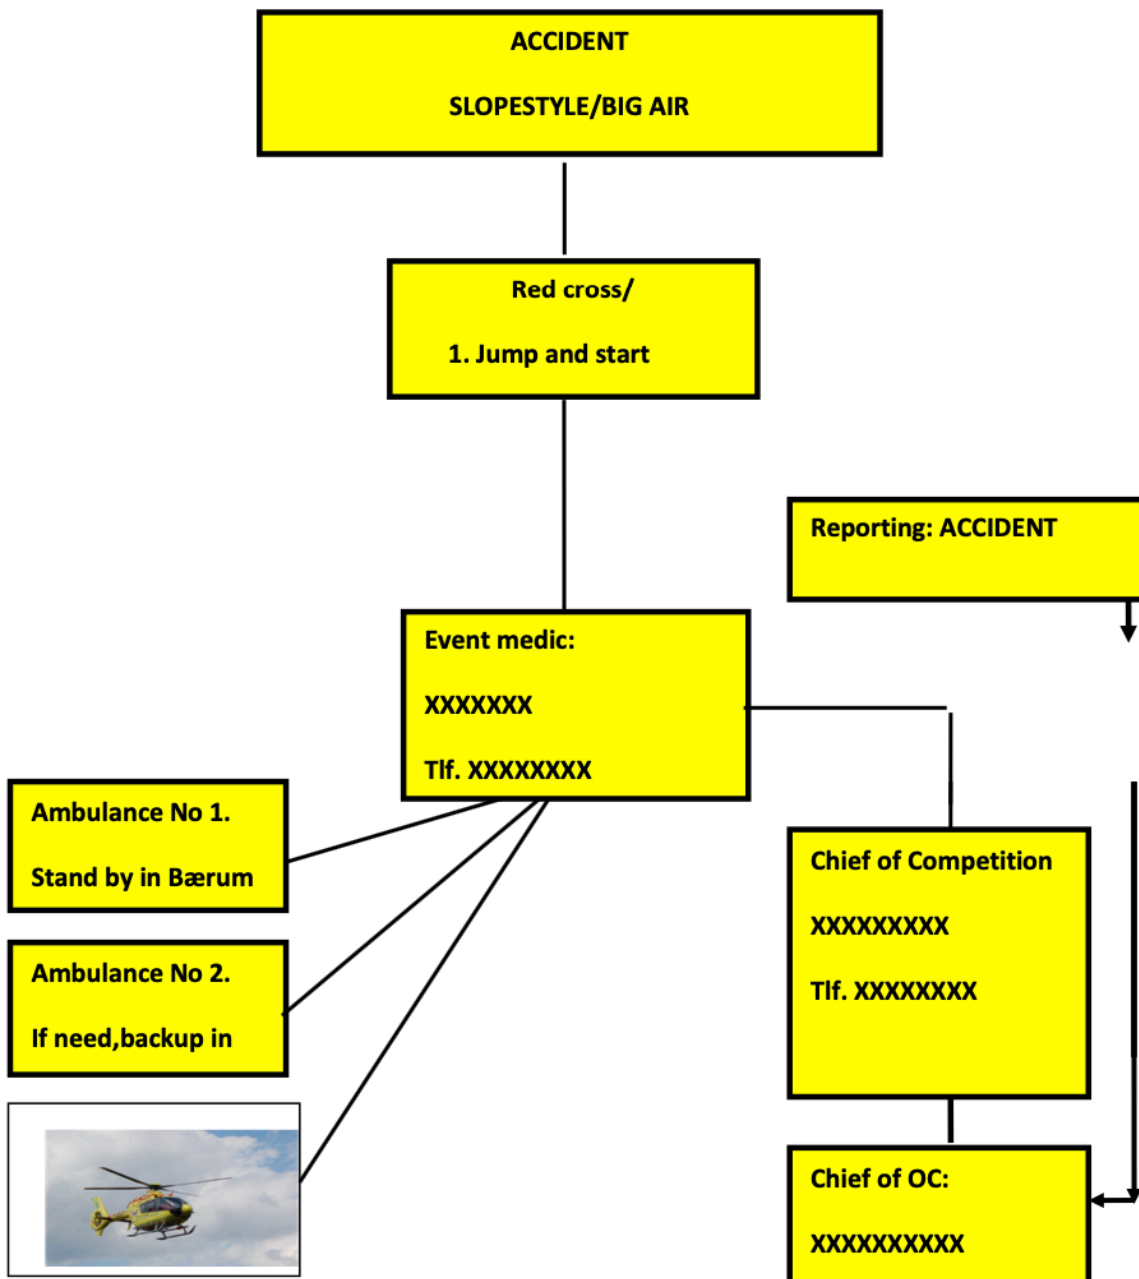 ACCIDENT
SLOPESTYLE/BIG AIR
Red cross/
1. Jump and start
Reporting: ACCIDENT
Event medic:
XXXXXXX
Tlf. XXXXXXXX
Ambulance No 1.
Stand by in Bærum
Ambulance No 2.
If need,backup in
Chief of Competition
XXXXXXXXX
Tlf. XXXXXXXX
Chief of OC:
XXXXXXXXXX